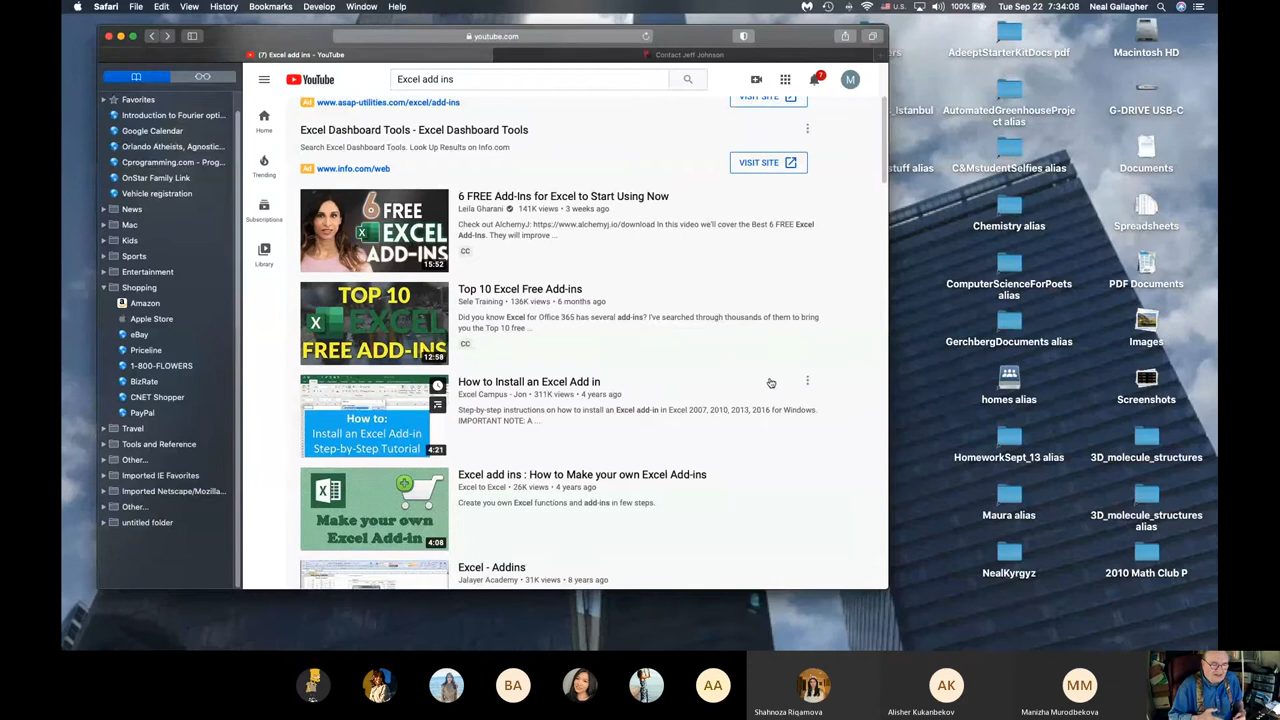 Safari File Edit View History Bookmarks Develop Window Help 100% Tue Sep 22 7:34:08 Neal Gallagher
youtube.com
(7) Excel add ins - YouTube
Contact Jeff Johnson
Favorites
Introduction to Fourier opti...
Google Calendar
Orlando Atheists, Agnostic...
Cprogramming.com - Prog...
OnStar Family Link
Vehicle registration
News
Mac
Kids
Sports
Entertainment
Shopping
Amazon
Apple Store
eBay
Priceline
1-800-FLOWERS
BizRate
CNET Shopper
PayPal
Travel
Tools and Reference
Other...
Imported IE Favorites
Imported Netscape/Mozilla...
Other...
untitled folder
YouTube
Excel add ins
7
M
Home
Trending
Subscriptions
Library
Ad www.asap-utilities.com/excel/add-ins
VISIT SITE
Excel Dashboard Tools - Excel Dashboard Tools
Search Excel Dashboard Tools. Look Up Results on Info.com
Ad www.info.com/web
VISIT SITE
6 FREE EXCEL ADD-INS
15:52
6 FREE Add-Ins for Excel to Start Using Now
Leila Gharani 141K views • 3 weeks ago
Check out AlchemyJ: https://www.alchemyj.io/download In this video we'll cover the Best 6 FREE Excel
Add-Ins. They will improve ...
CC
TOP 10
EXCEL
FREE ADD-INS
12:58
Top 10 Excel Free Add-ins
Sele Training • 136K views • 6 months ago
Did you know Excel for Office 365 has several add-ins? I've searched through thousands of them to bring
you the Top 10 free ...
CC
How to:
Install an Excel Add-in
Step-by-Step Tutorial
4:21
How to Install an Excel Add in
Excel Campus - Jon • 311K views • 4 years ago
Step-by-step instructions on how to install an Excel add-in in Excel 2007, 2010, 2013, 2016 for Windows.
IMPORTANT NOTE: A ...
Make your own
Excel Add-in
4:08
Excel add ins : How to Make your own Excel Add-ins
Excel to Excel • 26K views • 4 years ago
Create you own Excel functions and add-ins in few steps.
Excel - Addins
Jalayer Academy • 31K views • 8 years ago
AdeeptStarterKitDocs pdf
Macintosh HD
_Istanbul
AutomatedGreenhouseProje
ct alias
G-DRIVE USB-C
stuff alias
C&MstudentSelfies alias
Documents
Chemistry alias
Spreadsheets
ComputerScienceForPoets
alias
PDF Documents
GerchbergDocuments alias
Images
homes alias
Screenshots
HomeworkSept_13 alias
3D_molecule_structures
Maura alias
3D_molecule_structures
alias
NealKyrgyz
2010 Math Club P
BA
AA
AK
MM
Shahnoza Riqamova
Alisher Kukanbekov
Manizha Murodbekova